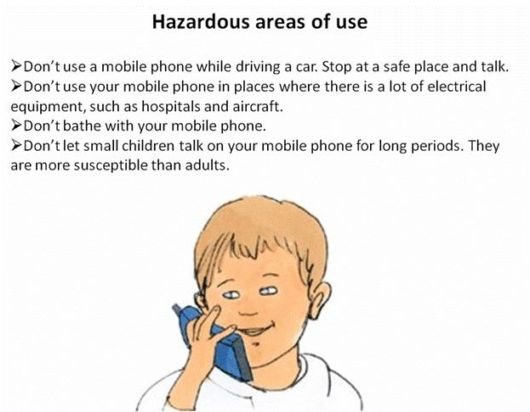 Hazardous areas of use
➢Don't use a mobile phone while driving a car. Stop at a safe place and talk.
➢Don't use your mobile phone in places where there is a lot of electrical
equipment, such as hospitals and aircraft.
➢Don't bathe with your mobile phone.
➢Don't let small children talk on your mobile phone for long periods. They
are more susceptible than adults.